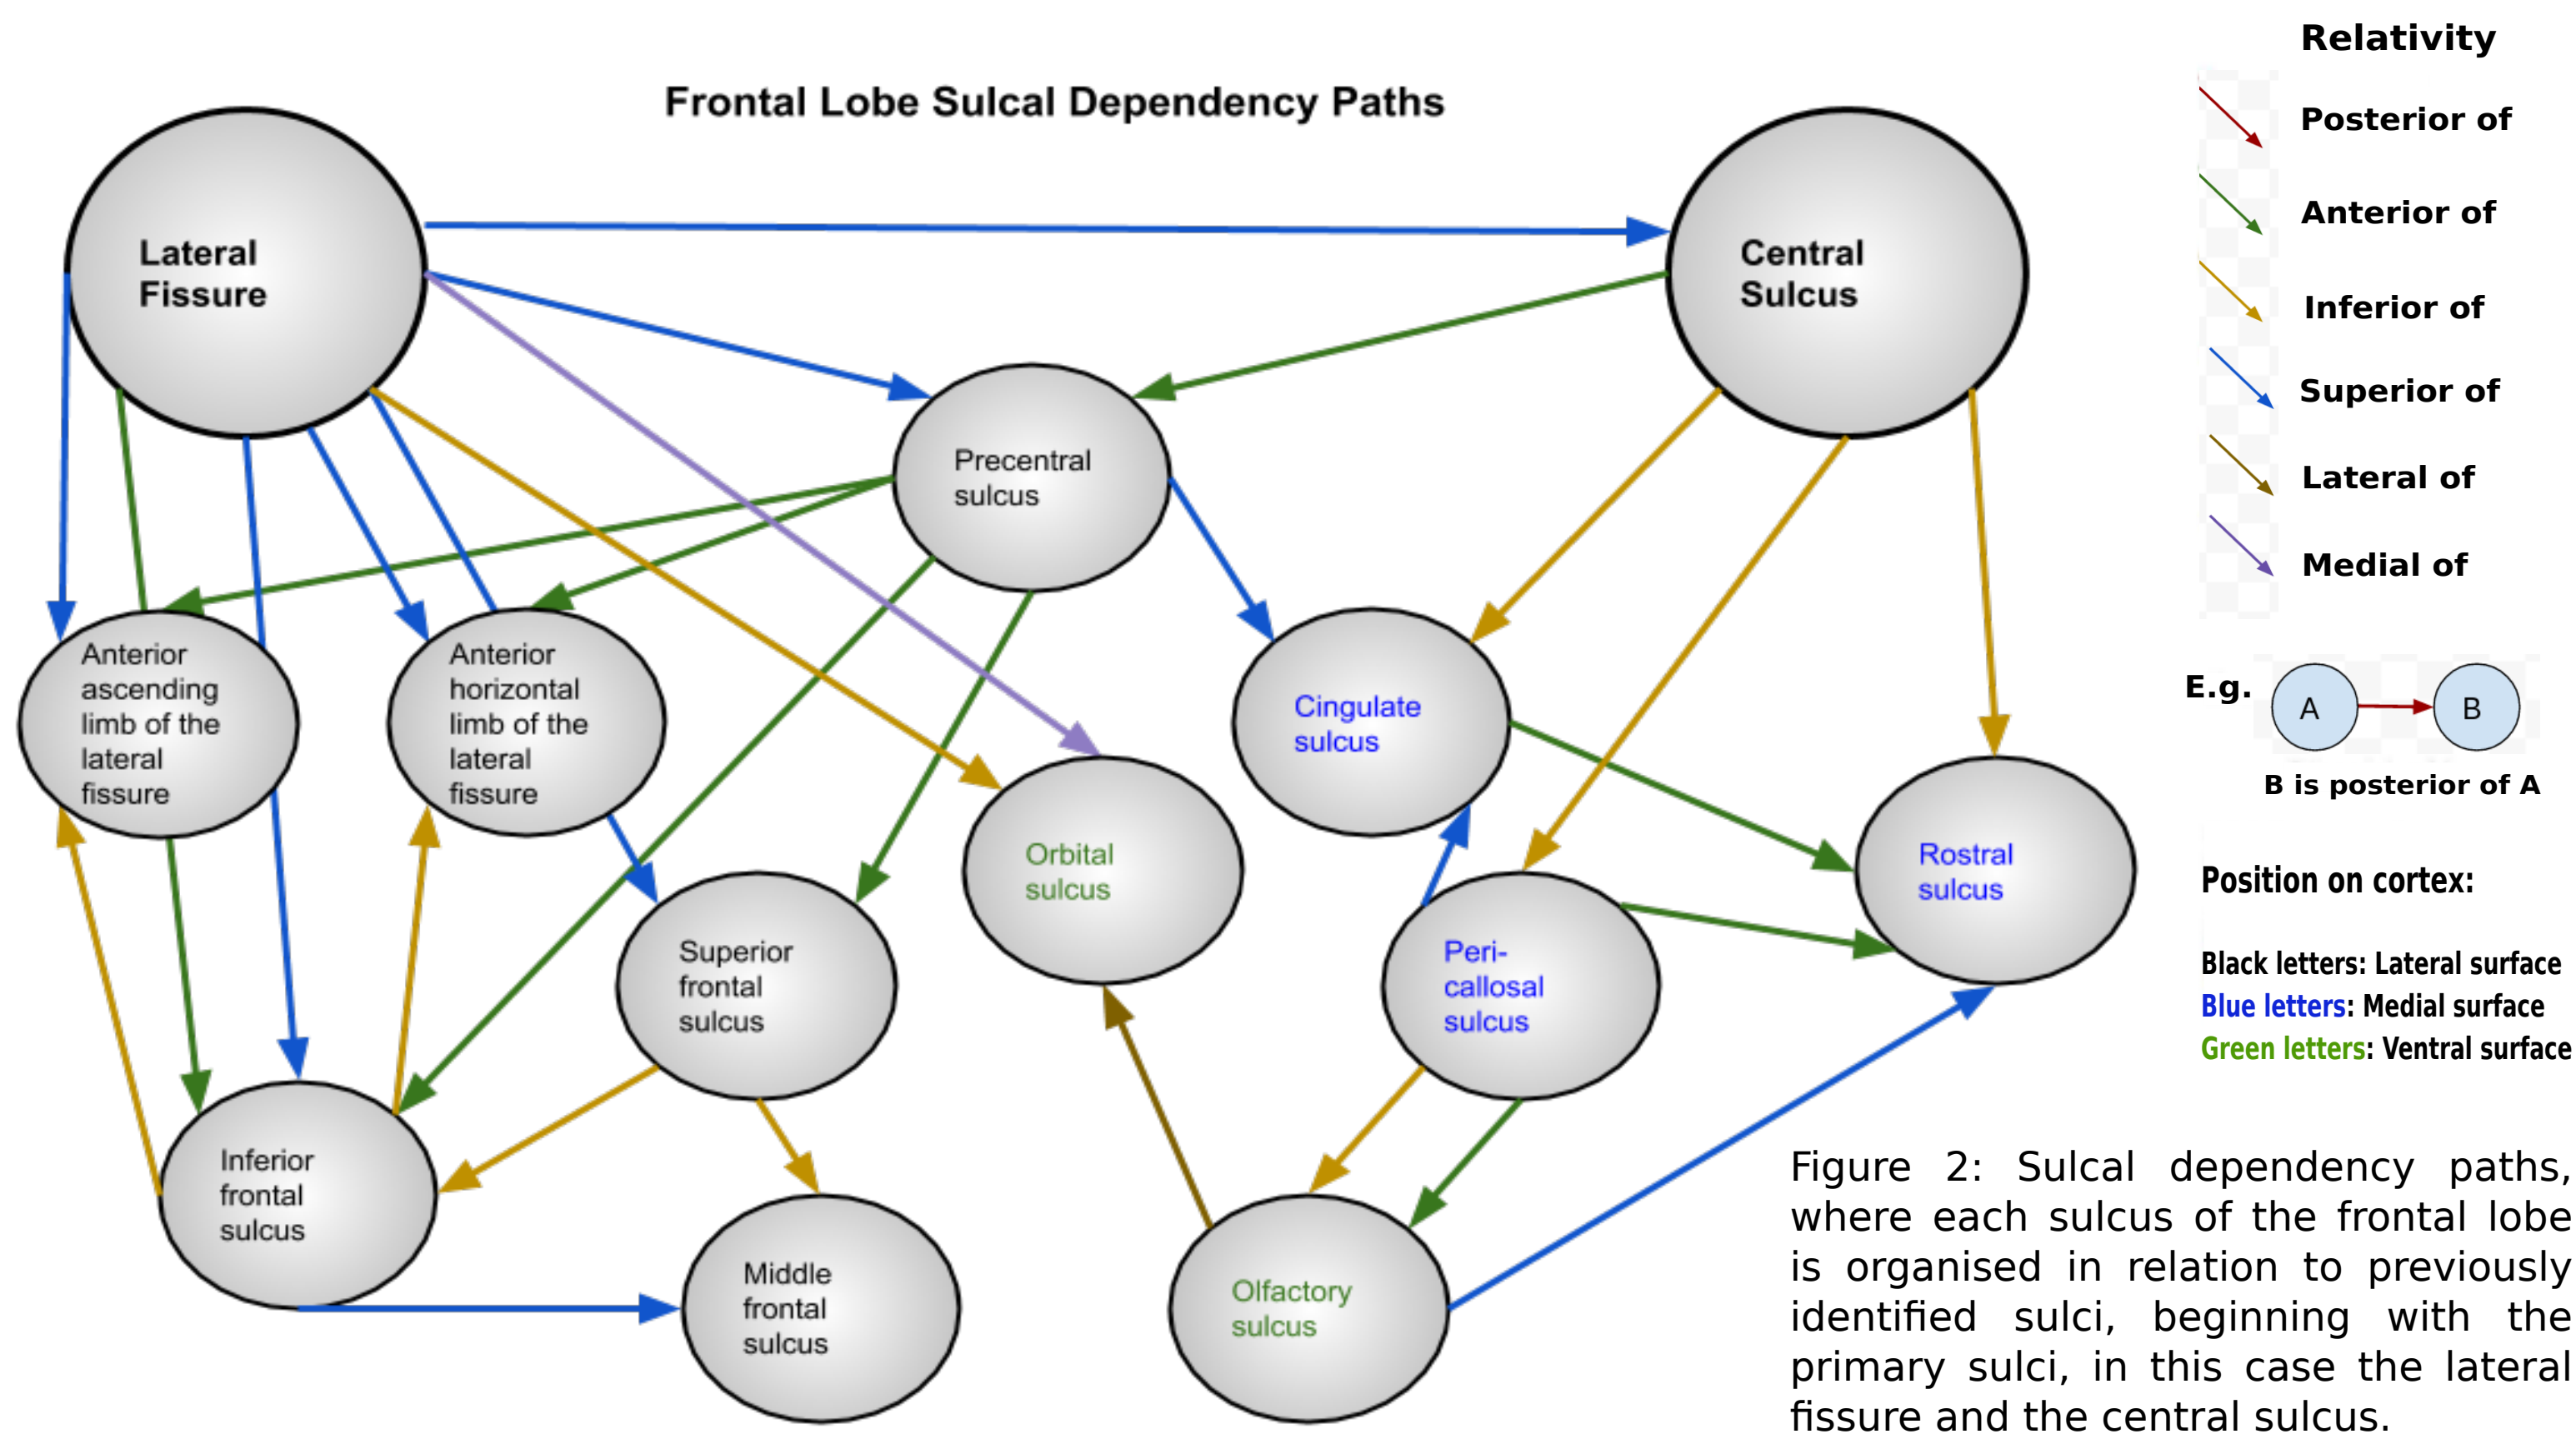 Frontal Lobe Sulcal Dependency Paths
Lateral
Fissure
Central
Sulcus
Precentral
sulcus
Anterior
ascending
limb of the
lateral
fissure
Anterior
horizontal
limb of the
lateral
fissure
Cingulate
sulcus
Orbital
sulcus
Rostral
sulcus
Superior
frontal
sulcus
Peri-
callosal
sulcus
Inferior
frontal
sulcus
Middle
frontal
sulcus
Olfactory
sulcus
Relativity
Posterior of
Anterior of
Inferior of
Superior of
Lateral of
Medial of
E.g.
A
B
B is posterior of A
Position on cortex:
Black letters: Lateral surface
Blue letters: Medial surface
Green letters: Ventral surface
Figure 2: Sulcal dependency paths,
where each sulcus of the frontal lobe
is organised in relation to previously
identified sulci, beginning with the
primary sulci, in this case the lateral
fissure and the central sulcus.